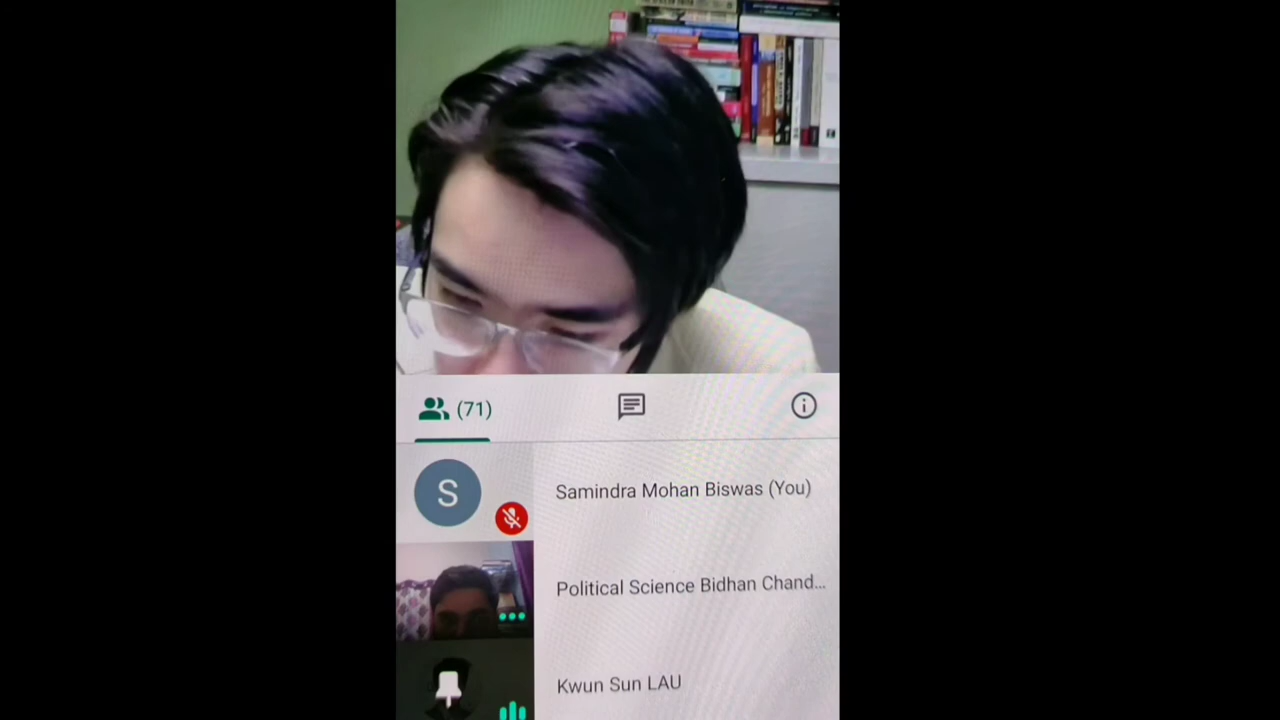 (71)
S
Samindra Mohan Biswas (You)
Political Science Bidhan Chand...
Kwun Sun LAU